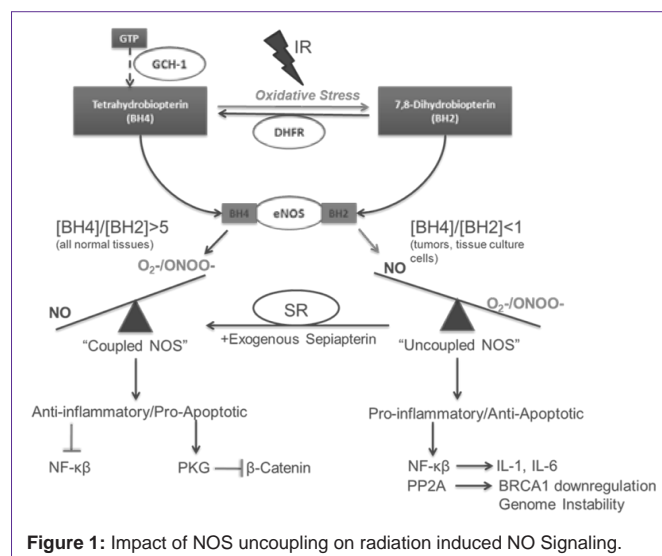 GTP
IR
GCH-1
Oxidative Stress
Tetrahydrobiopterin
(BH4)
7,8-Dihydrobiopterin
(BH2)
DHFR
BH4
eNOS
BH2
[BH4]/[BH2]>5
(all normal tissues)
[BH4]/[BH2]<1
(tumors, tissue culture
cells)
O2-/ONOO-
NO
NO
O2-/ONOO-
SR
+Exogenous Sepiapterin
"Coupled NOS"
"Uncoupled NOS"
Anti-inflammatory/Pro-Apoptotic
Pro-inflammatory/Anti-Apoptotic
NF-κβ
PKG
β-Catenin
NF-κβ
IL-1, IL-6
PP2A
BRCA1 downregulation
Genome Instability
Figure 1: Impact of NOS uncoupling on radiation induced NO Signaling.